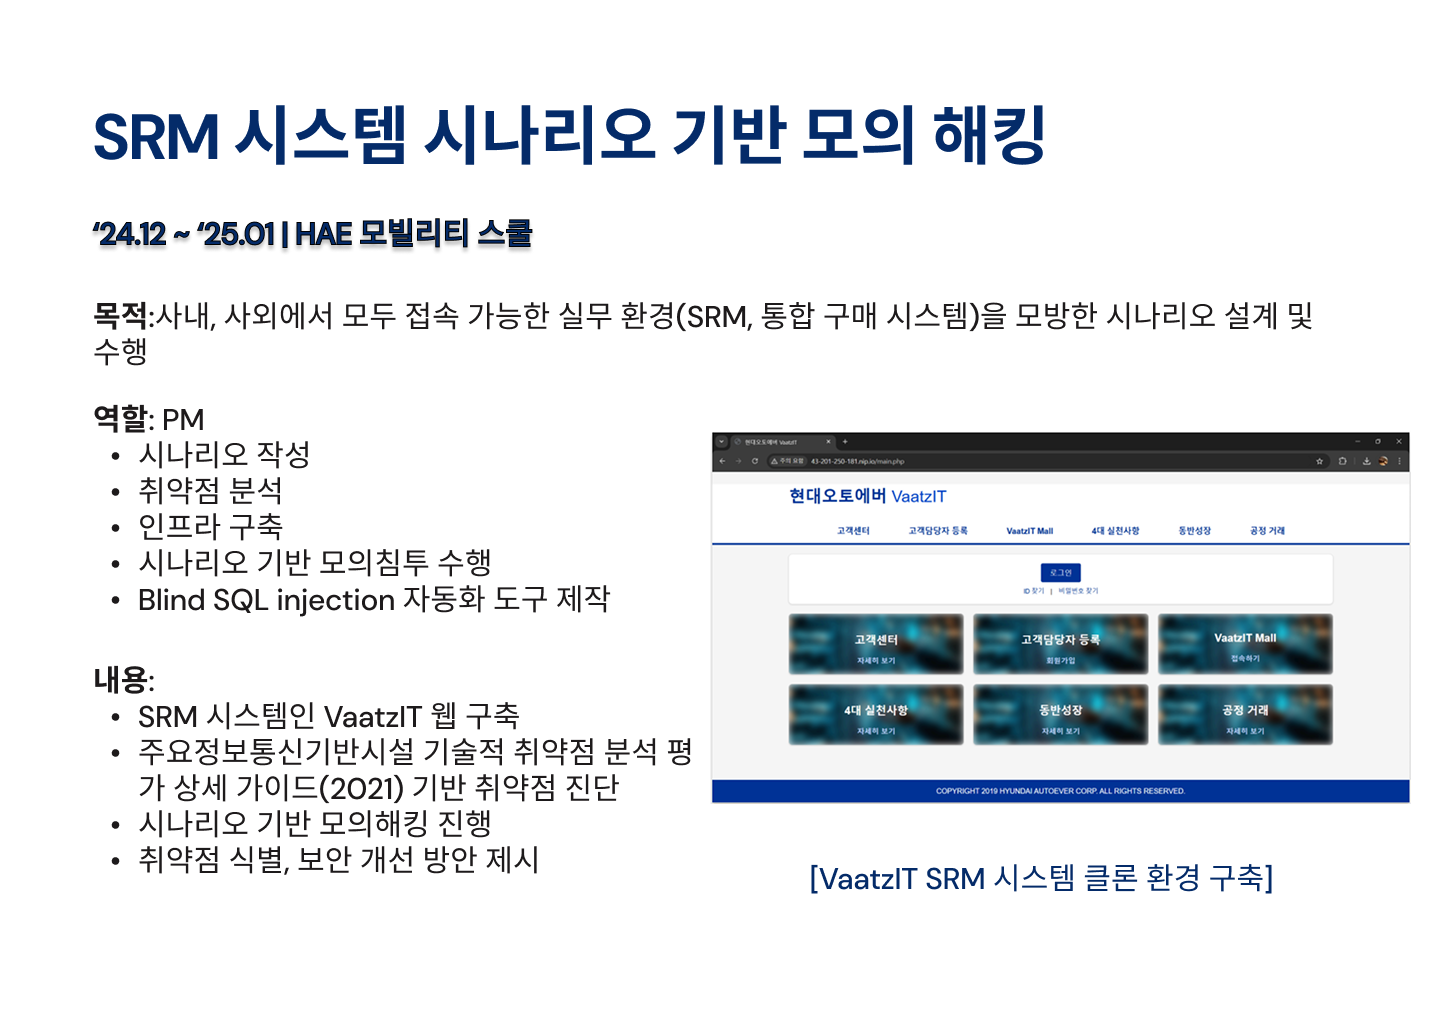 SRM 시스템 시나리오 기반 모의 해킹
‘24.12 ~ ‘25.01 | HAE 모빌리티 스쿨
목적:사내, 사외에서 모두 접속 가능한 실무 환경(SRM, 통합 구매 시스템)을 모방한 시나리오 설계 및
수행
역할: PM
• 시나리오 작성
• 취약점 분석
• 인프라 구축
• 시나리오 기반 모의침투 수행
• Blind SQL injection 자동화 도구 제작
내용:
• SRM 시스템인 VaatzIT 웹 구축
• 주요정보통신기반시설 기술적 취약점 분석 평
가 상세 가이드(2021) 기반 취약점 진단
• 시나리오 기반 모의해킹 진행
• 취약점 식별, 보안 개선 방안 제시
현대오토에버 VaatzIT
주의 요함 43-201-250-181.nip.io/main.php
현대오토에버 VaatzIT
고객센터 고객담당자 등록 VaatzIT Mall 4대 실천사항 동반성장 공정 거래
로그인
ID 찾기 | 비밀번호 찾기
고객센터 고객담당자 등록 VaatzIT Mall
자세히 보기 회원가입 접속하기
4대 실천사항 동반성장 공정 거래
자세히 보기 자세히 보기 자세히 보기
COPYRIGHT 2019 HYUNDAI AUTOEVER CORP. ALL RIGHTS RESERVED.
[VaatzIT SRM 시스템 클론 환경 구축]